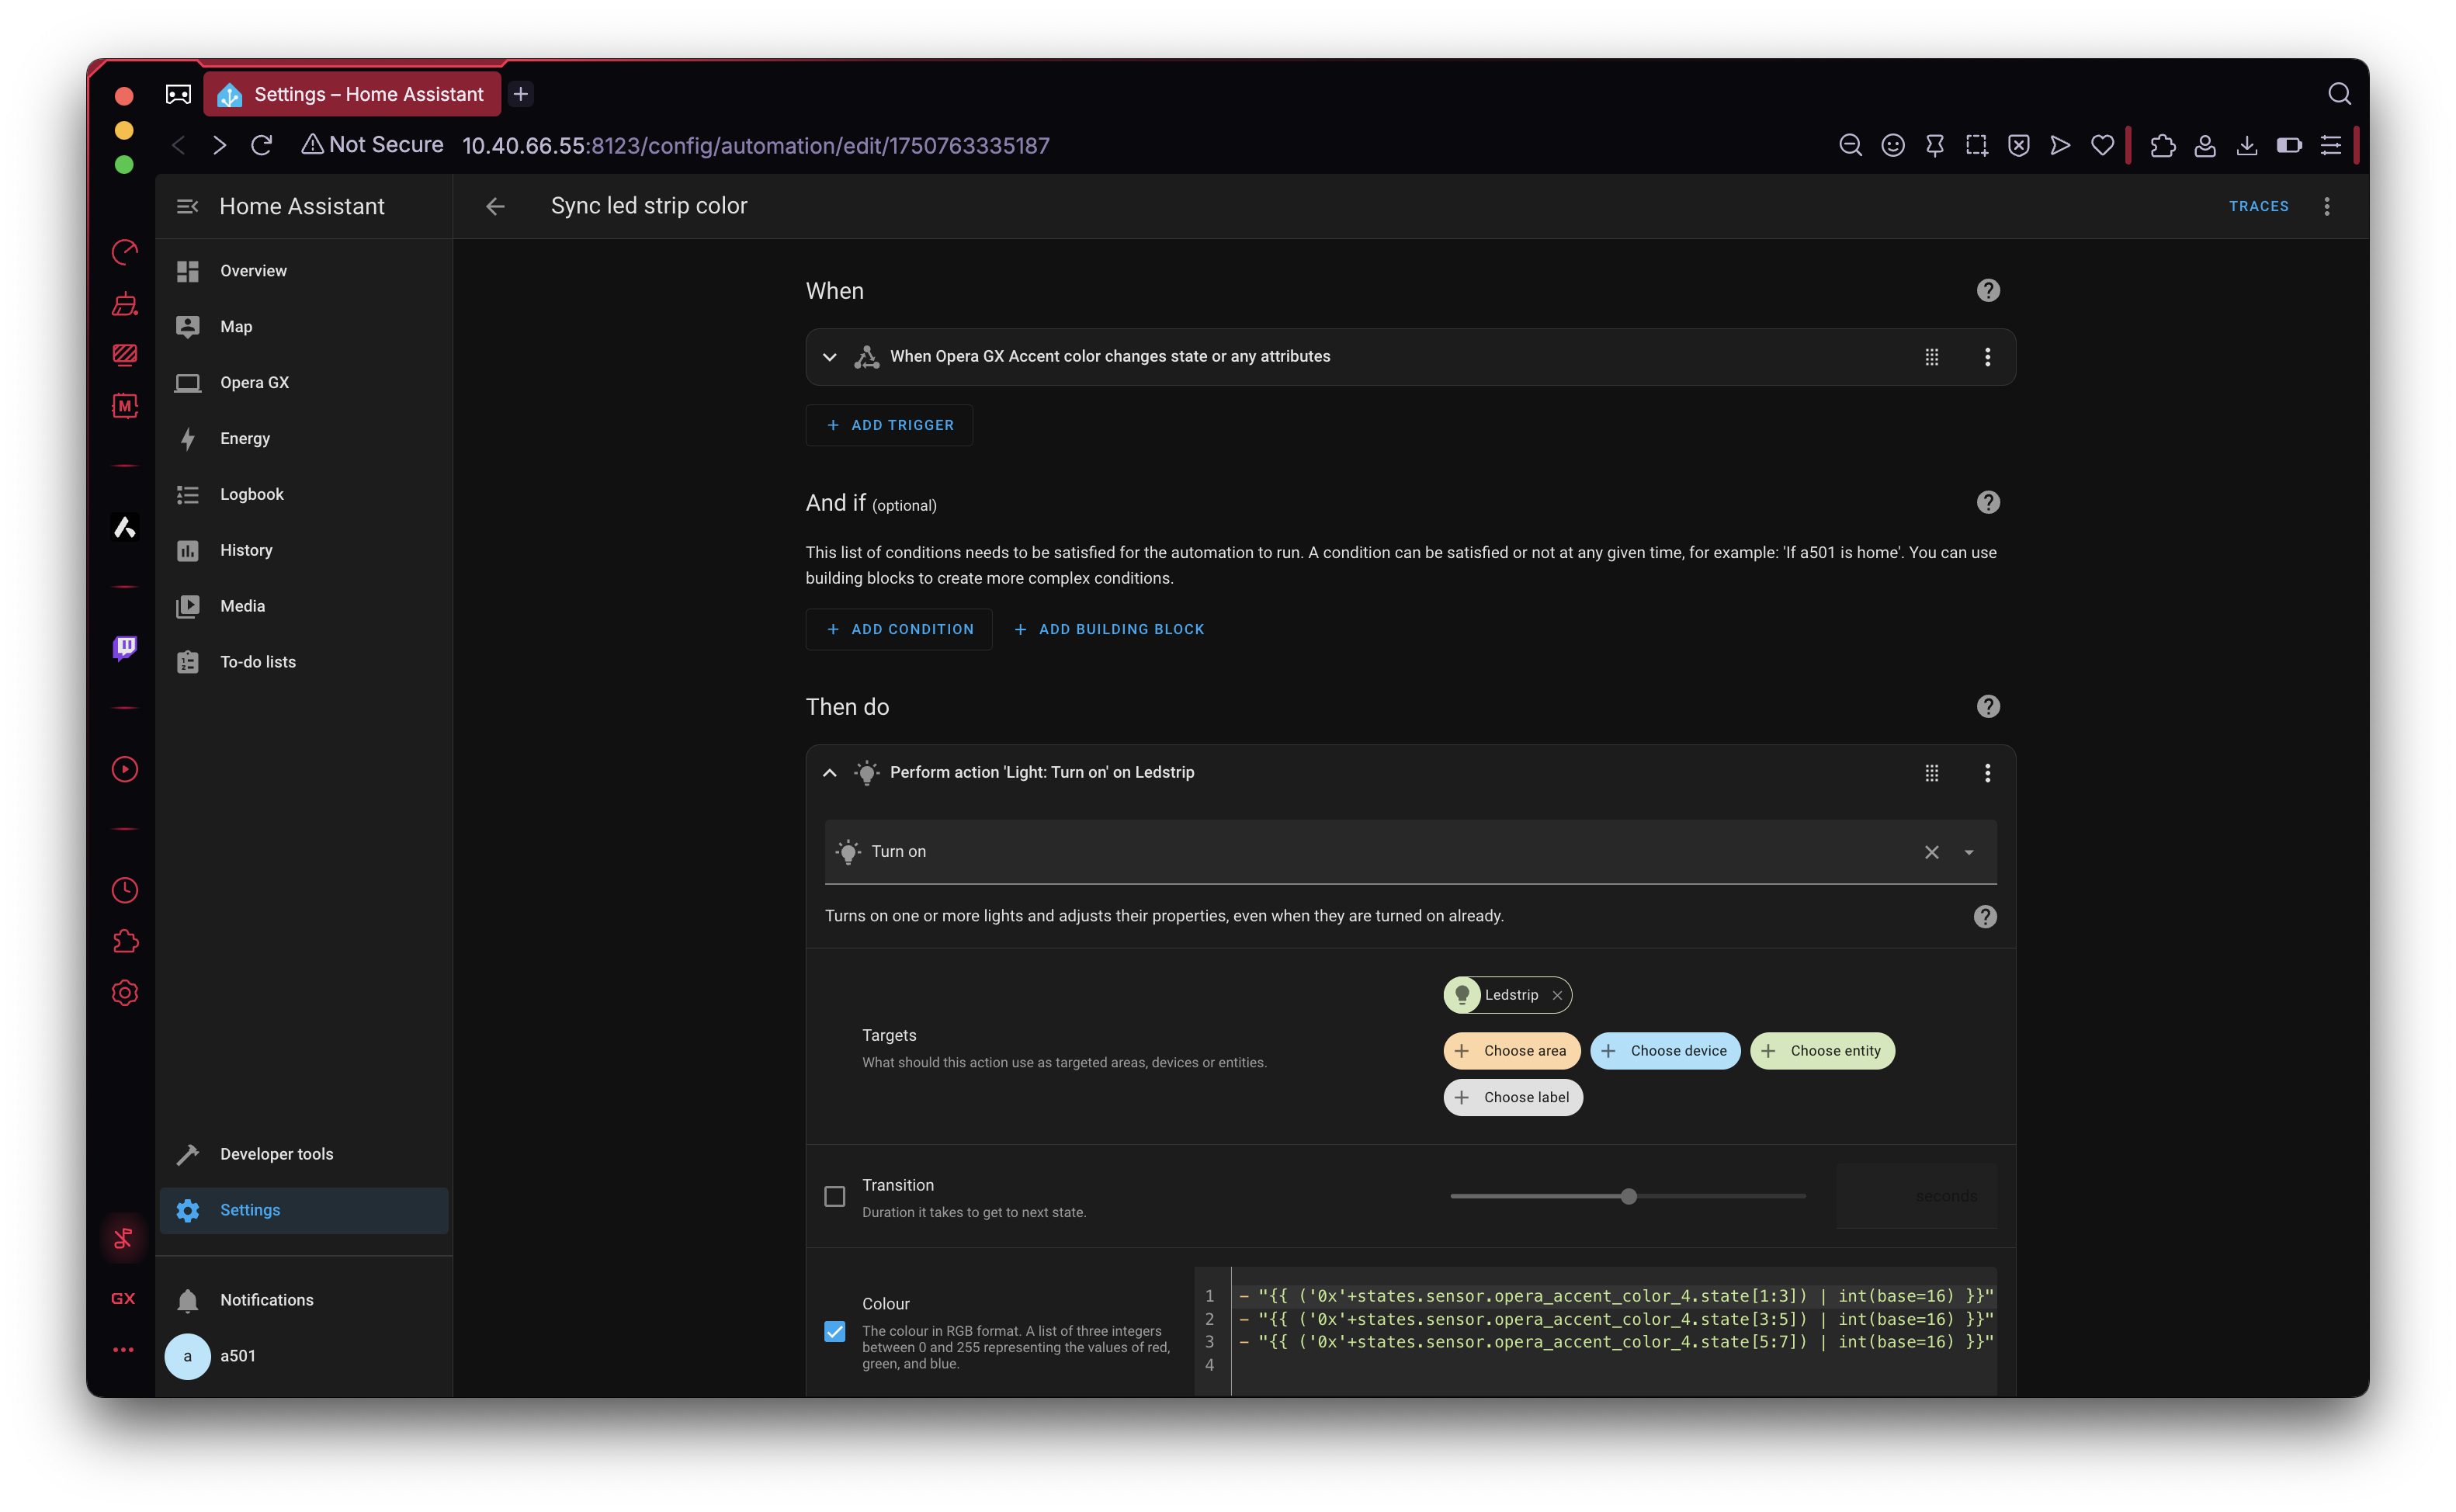 Settings – Home Assistant
Not Secure 10.40.66.55:8123/config/automation/edit/1750763335187
Home Assistant
Sync led strip color
TRACES
Overview
Map
Opera GX
Energy
Logbook
History
Media
To-do lists
Developer tools
Settings
Notifications
a
a501
M
GX
When
When Opera GX Accent color changes state or any attributes
ADD TRIGGER
And if (optional)
This list of conditions needs to be satisfied for the automation to run. A condition can be satisfied or not at any given time, for example: 'If a501 is home'. You can use
building blocks to create more complex conditions.
ADD CONDITION
ADD BUILDING BLOCK
Then do
Perform action 'Light: Turn on' on Ledstrip
Turn on
Turns on one or more lights and adjusts their properties, even when they are turned on already.
Targets
What should this action use as targeted areas, devices or entities.
Ledstrip
Choose area
Choose device
Choose entity
Choose label
Transition
Duration it takes to get to next state.
seconds
Colour
The colour in RGB format. A list of three integers
between 0 and 255 representing the values of red,
green, and blue.
1 - "{{ ('0x'+states.sensor.opera_accent_color_4.state[1:3]) | int(base=16) }}"
2 - "{{ ('0x'+states.sensor.opera_accent_color_4.state[3:5]) | int(base=16) }}"
3 - "{{ ('0x'+states.sensor.opera_accent_color_4.state[5:7]) | int(base=16) }}"
4